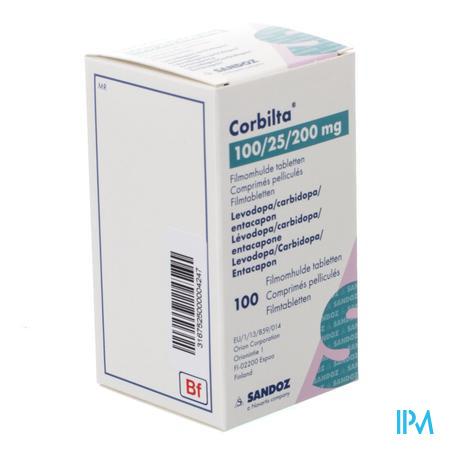 MR
3167525000004247
Bf
Corbilta®
100/25/200 mg
Filmomhulde tabletten
Comprimés pelliculés
Filmtabletten
Levodopa/carbidopa/
entacapon
Lévodopa/carbidopa/
entacapone
Levodopa/Carbidopa/
Entacapon
100 Filmomhulde tabletten
Comprimés pelliculés
Filmtabletten
EU/1/13/859/014
Orion Corporation
Orionintie 1
FI-02200 Espoo
Finland
SANDOZ
a Novartis company
SANDOZ
IPM